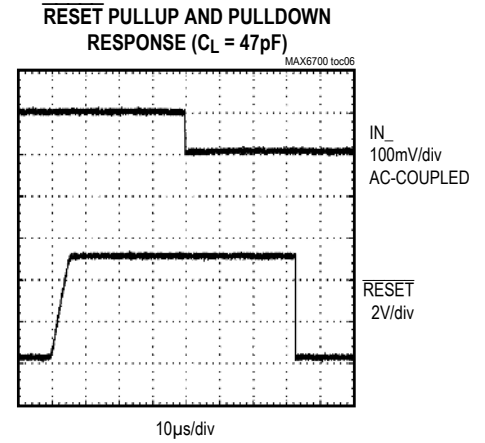 RESET PULLUP AND PULLDOWN
RESPONSE (CL = 47pF)
MAX6700 toc06
IN_
100mV/div
AC-COUPLED
RESET
2V/div
10µs/div